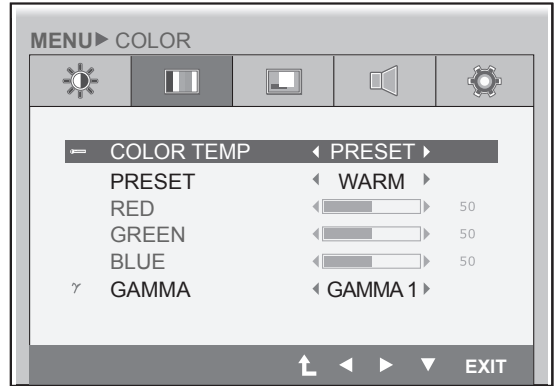 MENU▶ COLOR
COLOR TEMP ◀ PRESET ▶
PRESET ◀ WARM ▶
RED ◀ ▶ 50
GREEN ◀ ▶ 50
BLUE ◀ ▶ 50
γ GAMMA ◀ GAMMA 1 ▶
EXIT